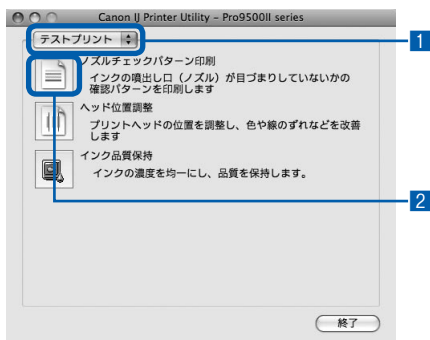 Canon IJ Printer Utility – Pro9500II series
テストプリント
1
ノズルチェックパターン印刷
インクの噴出し口（ノズル）が目づまりしていないかの
確認パターンを印刷します
ヘッド位置調整
プリントヘッドの位置を調整し、色や線のずれなどを改善
します
インク品質保持
インクの濃度を均一にし、品質を保持します。
2
終了